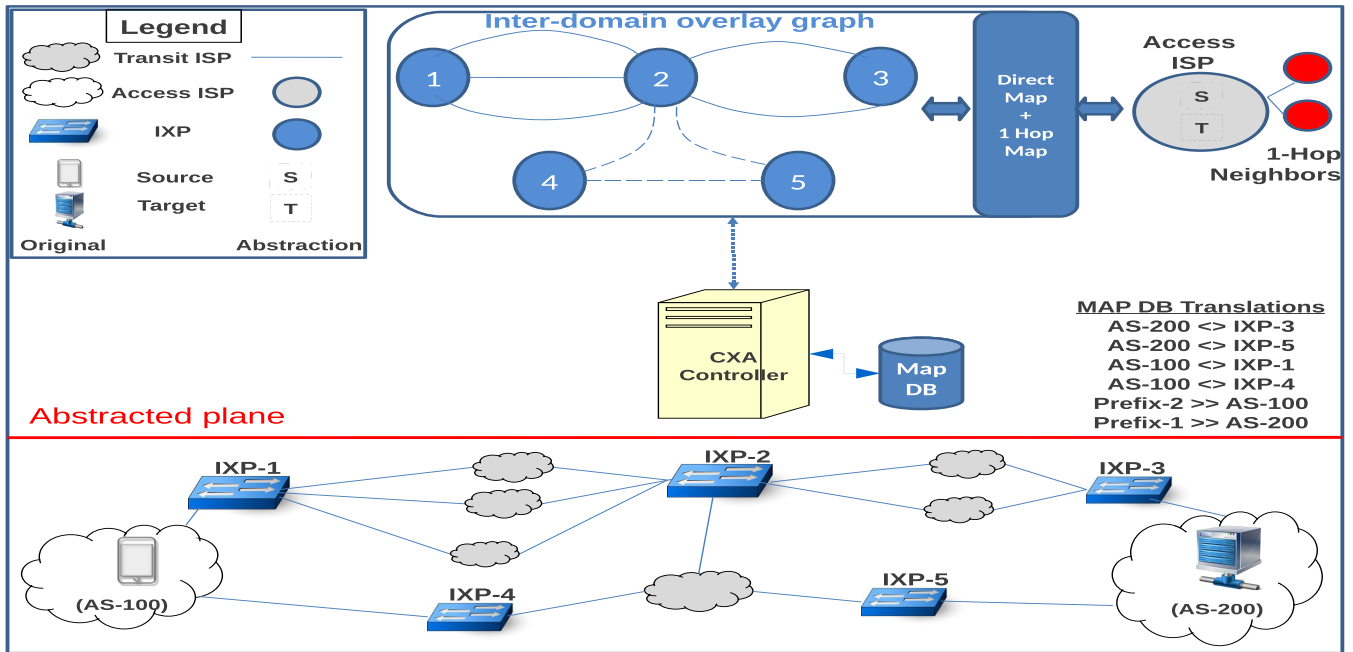 Legend
Transit ISP
Access ISP
IXP
Source
S
Target
T
Original
Abstraction
Inter-domain overlay graph
1
2
3
4
5
Direct
Map
+
1 Hop
Map
Access
ISP
S
T
1-Hop
Neighbors
CXA
Controller
Map
DB
MAP DB Translations
AS-200 <> IXP-3
AS-200 <> IXP-5
AS-100 <> IXP-1
AS-100 <> IXP-4
Prefix-2 >> AS-100
Prefix-1 >> AS-200
Abstracted plane
IXP-1
IXP-2
IXP-3
(AS-100)
IXP-4
IXP-5
(AS-200)